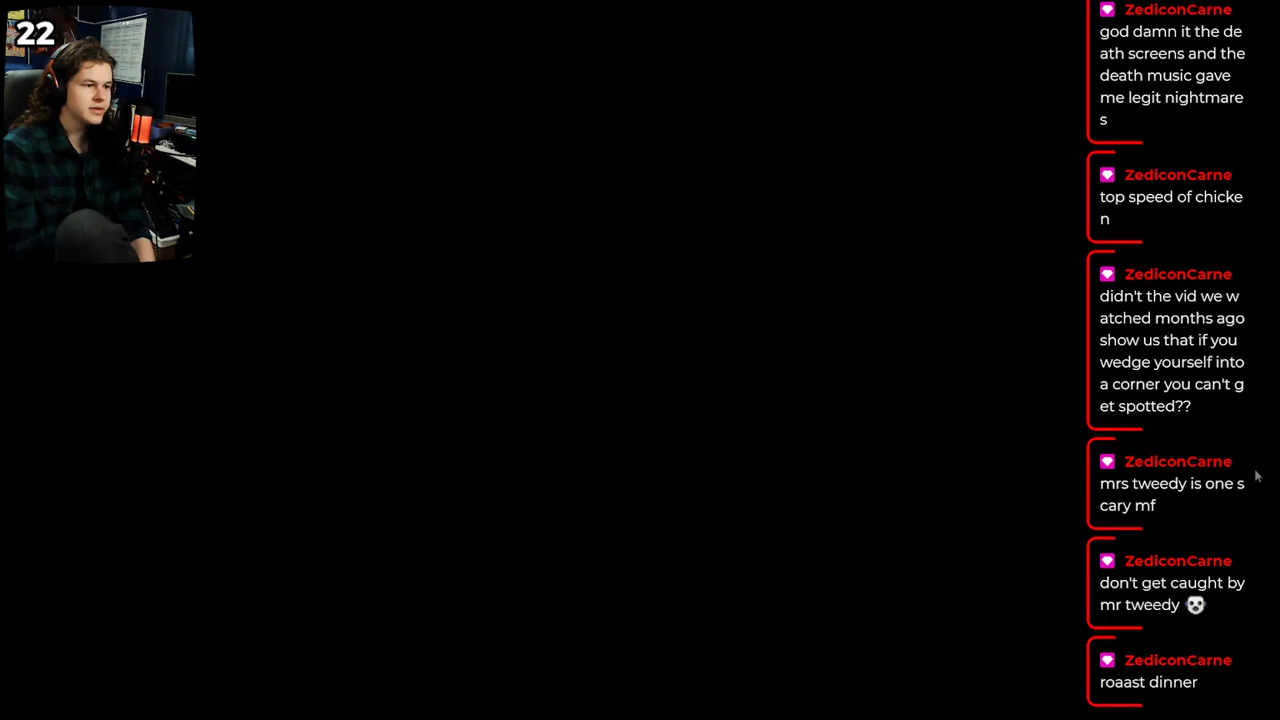 22
ZediconCarne
god damn it the de
ath screens and the
death music gave
me legit nightmare
s
ZediconCarne
top speed of chicke
n
ZediconCarne
didn't the vid we w
atched months ago
show us that if you
wedge yourself into
a corner you can't g
et spotted??
ZediconCarne
mrs tweedy is one s
cary mf
ZediconCarne
don't get caught by
mr tweedy
ZediconCarne
roaast dinner